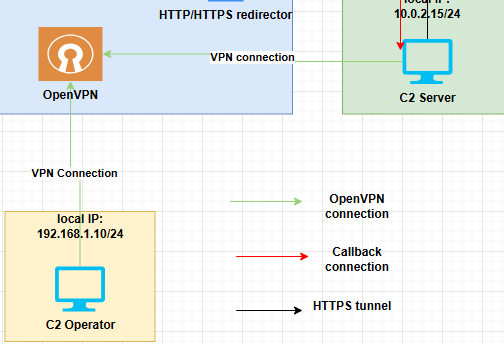 local IP:
10.0.2.15/24
HTTP/HTTPS redirector
VPN connection
OpenVPN
C2 Server
VPN Connection
OpenVPN
connection
local IP:
192.168.1.10/24
Callback
connection
HTTPS tunnel
C2 Operator